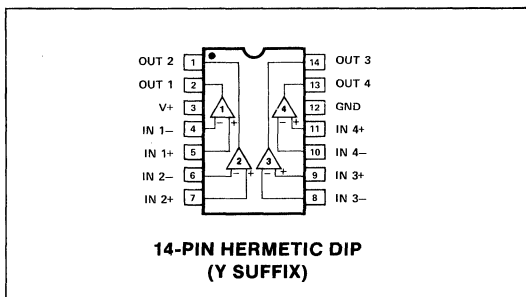 OUT 2 1 14 OUT 3
OUT 1 2 13 OUT 4
V+ 3 1 4 12 GND
IN 1− 4 − + − + 11 IN 4+
IN 1+ 5 10 IN 4−
IN 2− 6 2 3 9 IN 3+
− + − +
IN 2+ 7 8 IN 3−
14-PIN HERMETIC DIP
(Y SUFFIX)